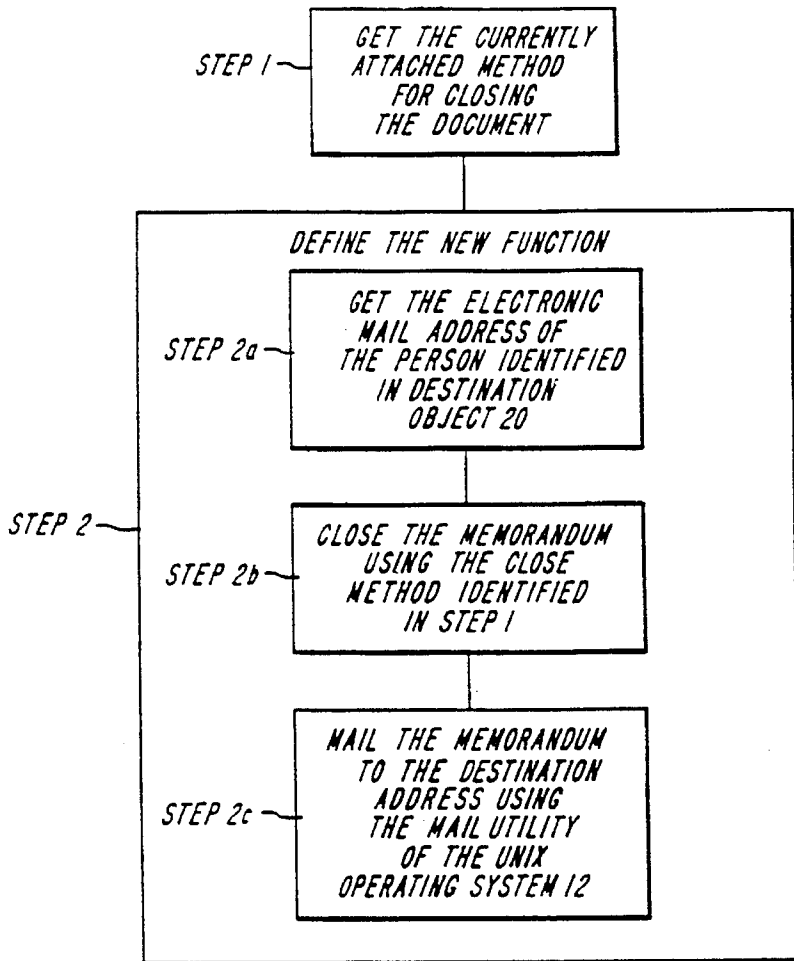 STEP 1
GET THE CURRENTLY
ATTACHED METHOD
FOR CLOSING
THE DOCUMENT
STEP 2
DEFINE THE NEW FUNCTION
STEP 2a
GET THE ELECTRONIC
MAIL ADDRESS OF
THE PERSON IDENTIFIED
IN DESTINATION
OBJECT 20
STEP 2b
CLOSE THE MEMORANDUM
USING THE CLOSE
METHOD IDENTIFIED
IN STEP 1
STEP 2c
MAIL THE MEMORANDUM
TO THE DESTINATION
ADDRESS USING
THE MAIL UTILITY
OF THE UNIX
OPERATING SYSTEM 12